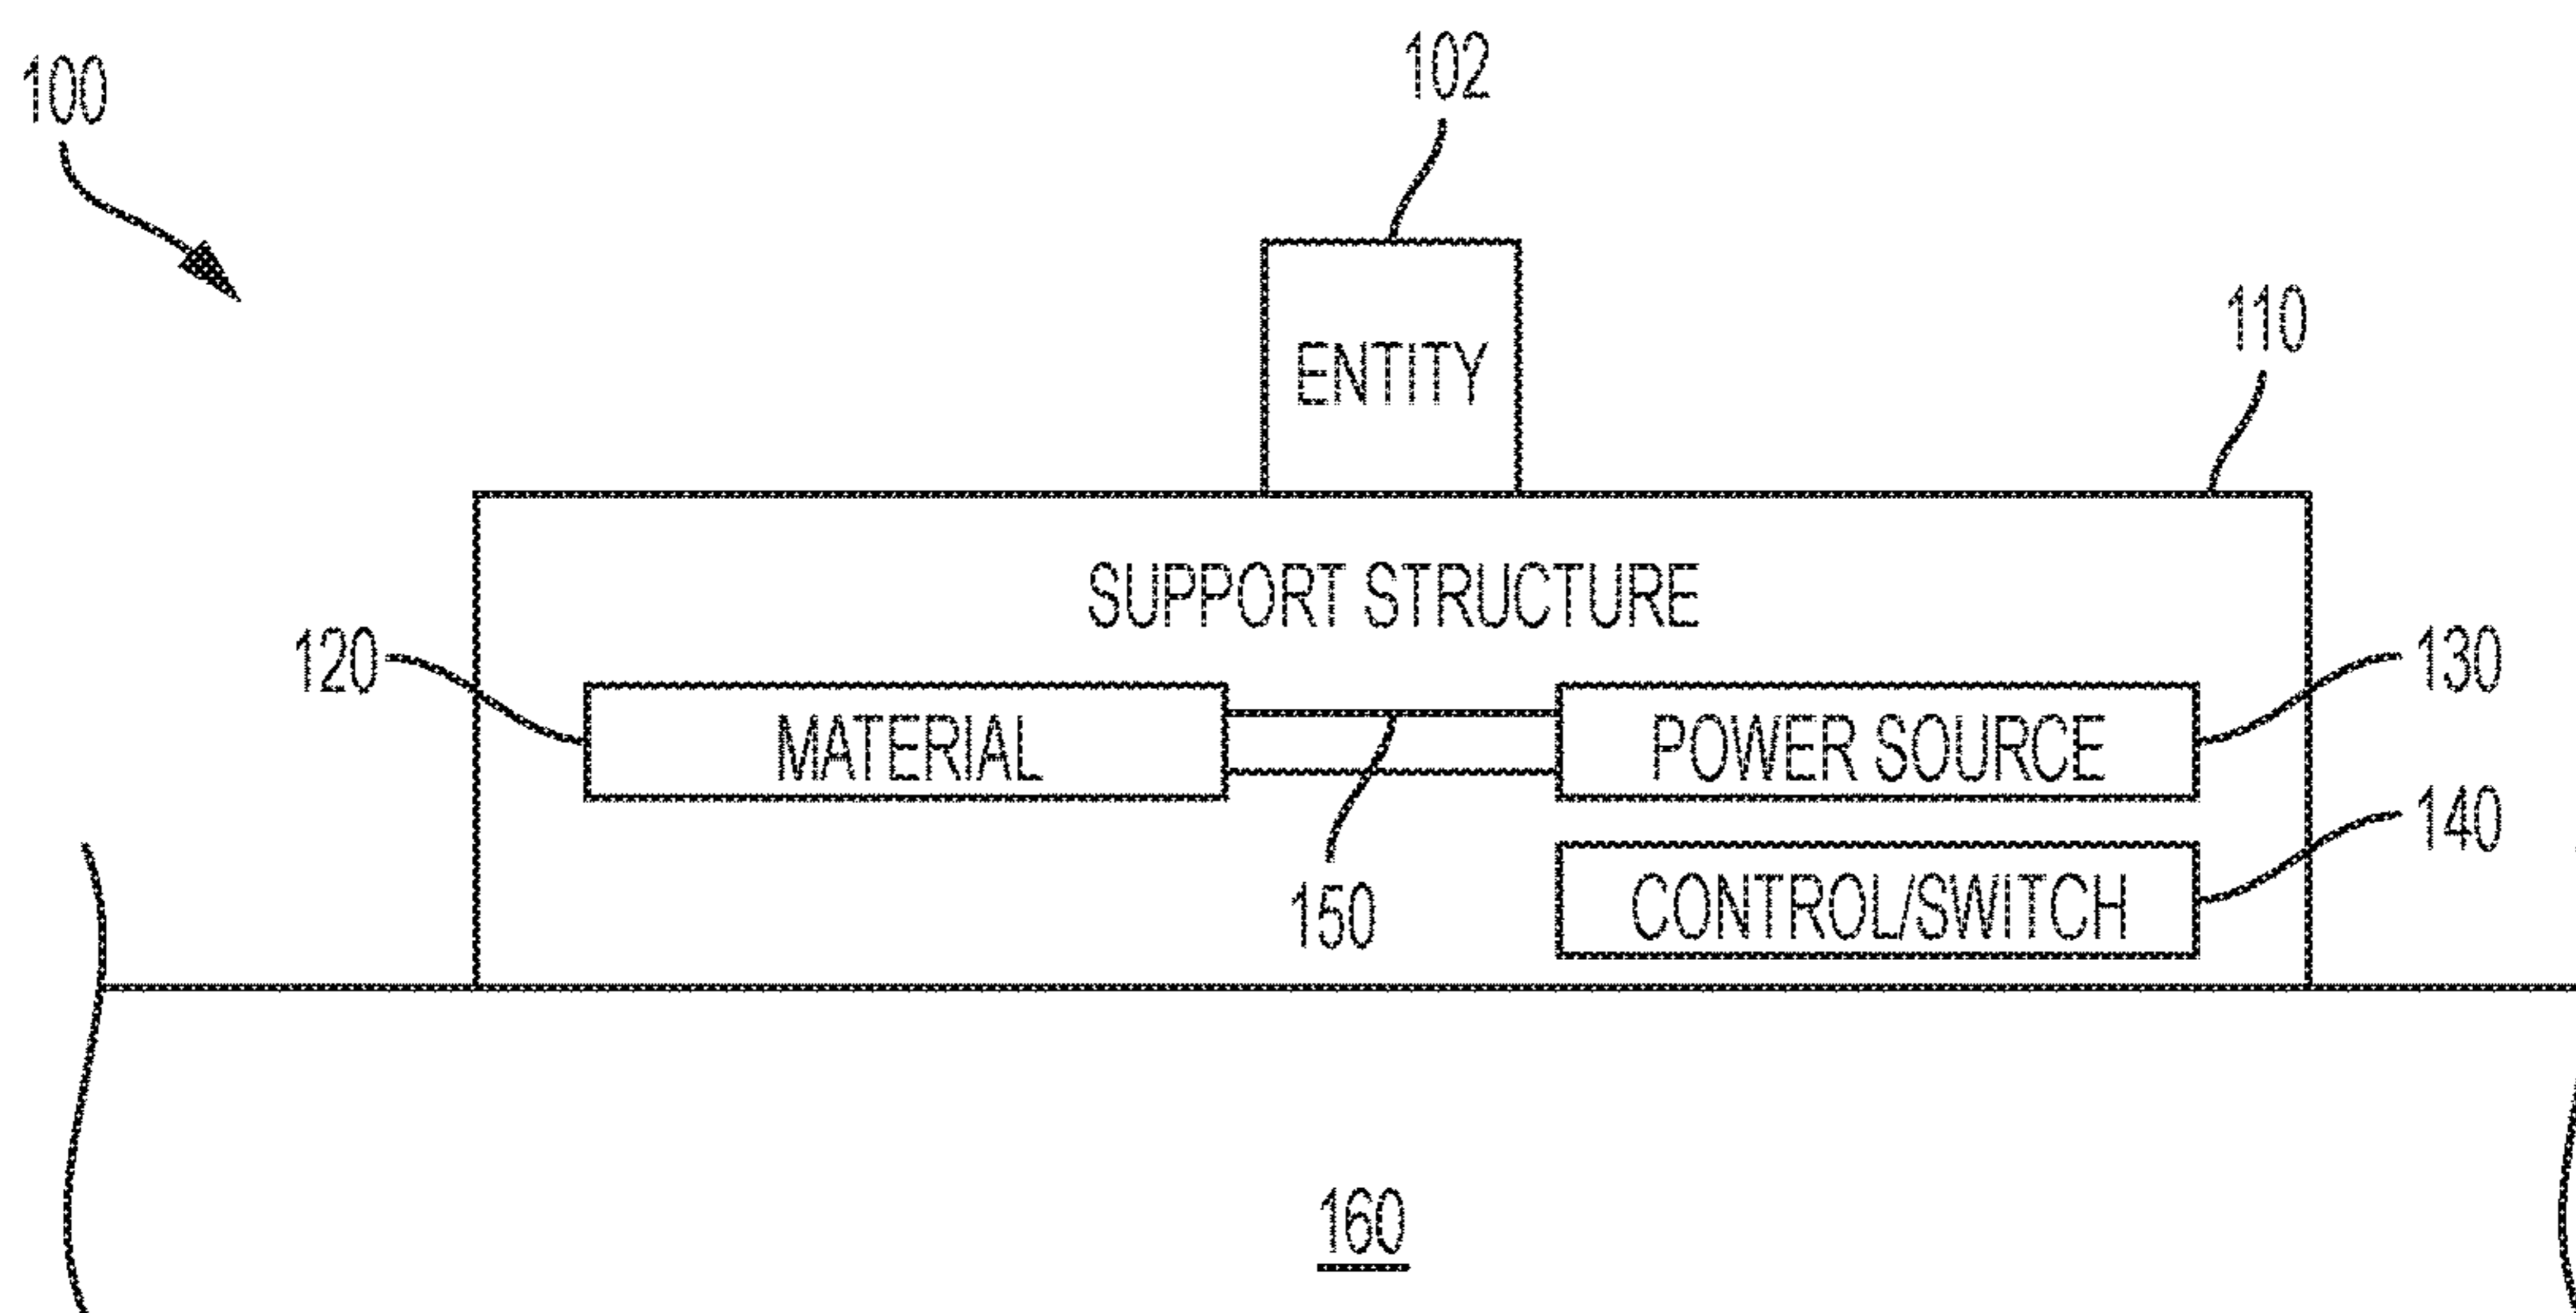 100
102
ENTITY
110
SUPPORT STRUCTURE
120
MATERIAL
POWER SOURCE
130
150
CONTROL/SWITCH
140
160